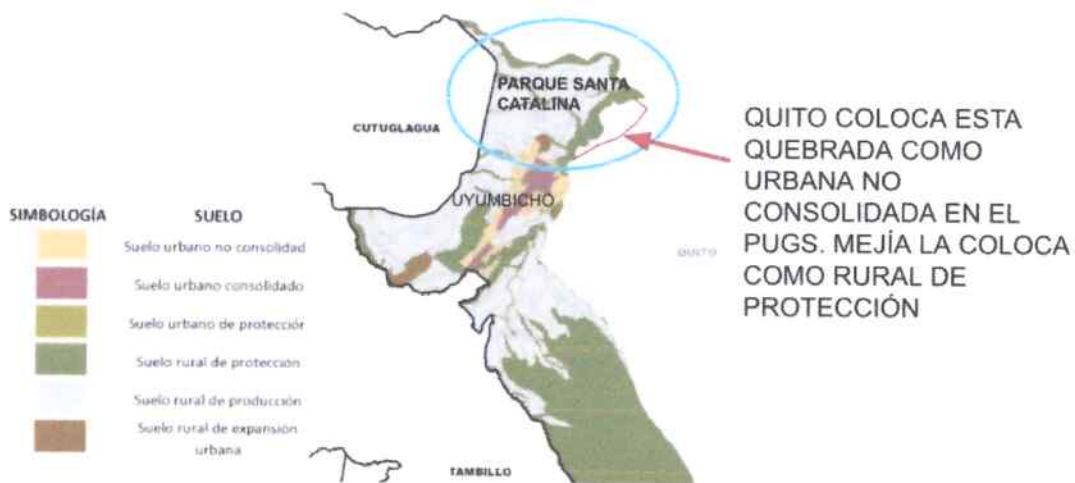 PARQUE SANTA
CATALINA
CUTUGLAGUA
QUITO COLOCA ESTA
QUEBRADA COMO
URBANA NO
CONSOLIDADA EN EL
PUGS. MEJÍA LA COLOCA
COMO RURAL DE
PROTECCIÓN
UYUMBICHO
QUITO
SIMBOLOGÍA SUELO
Suelo urbano no consolidad
Suelo urbano consolidado
Suelo urbano de protección
Suelo rural de protección
Suelo rural de producción
Suelo rural de expansión
urbana
TAMBILLO